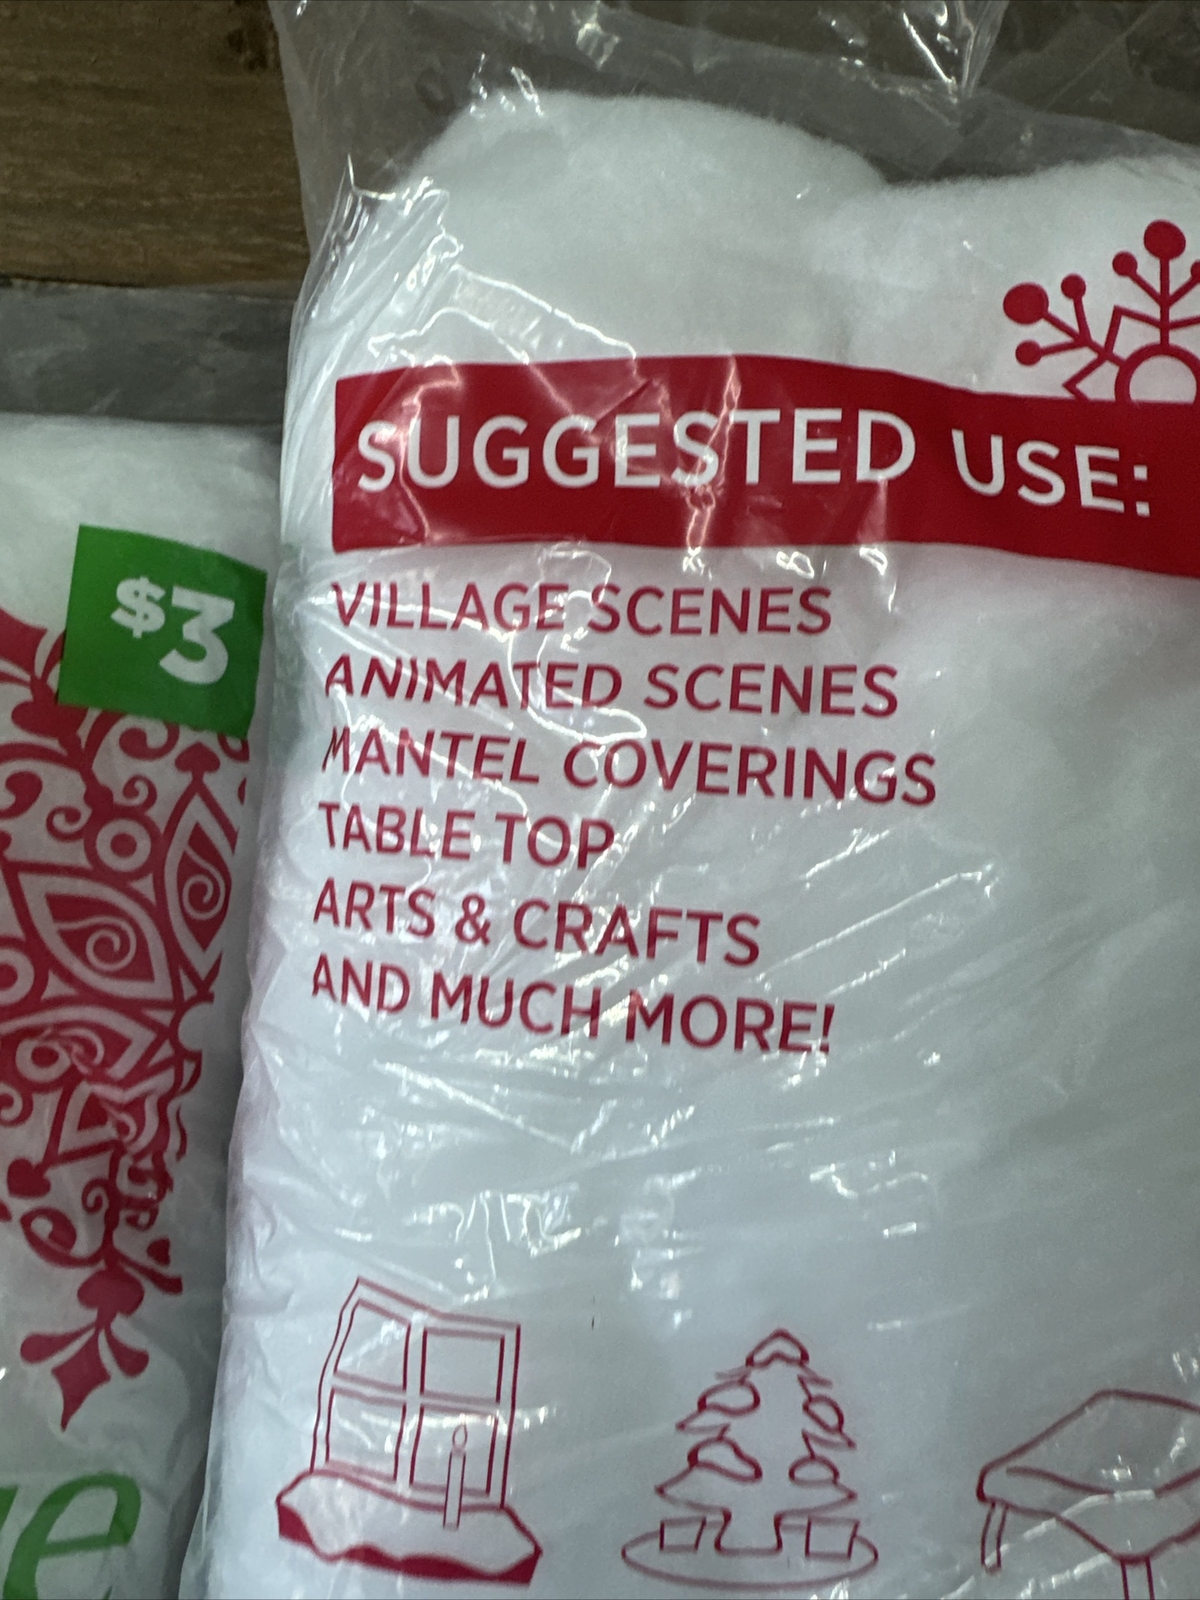 SUGGESTED USE:
$3
VILLAGE SCENES
ANIMATED SCENES
MANTEL COVERINGS
TABLE TOP
ARTS & CRAFTS
AND MUCH MORE!